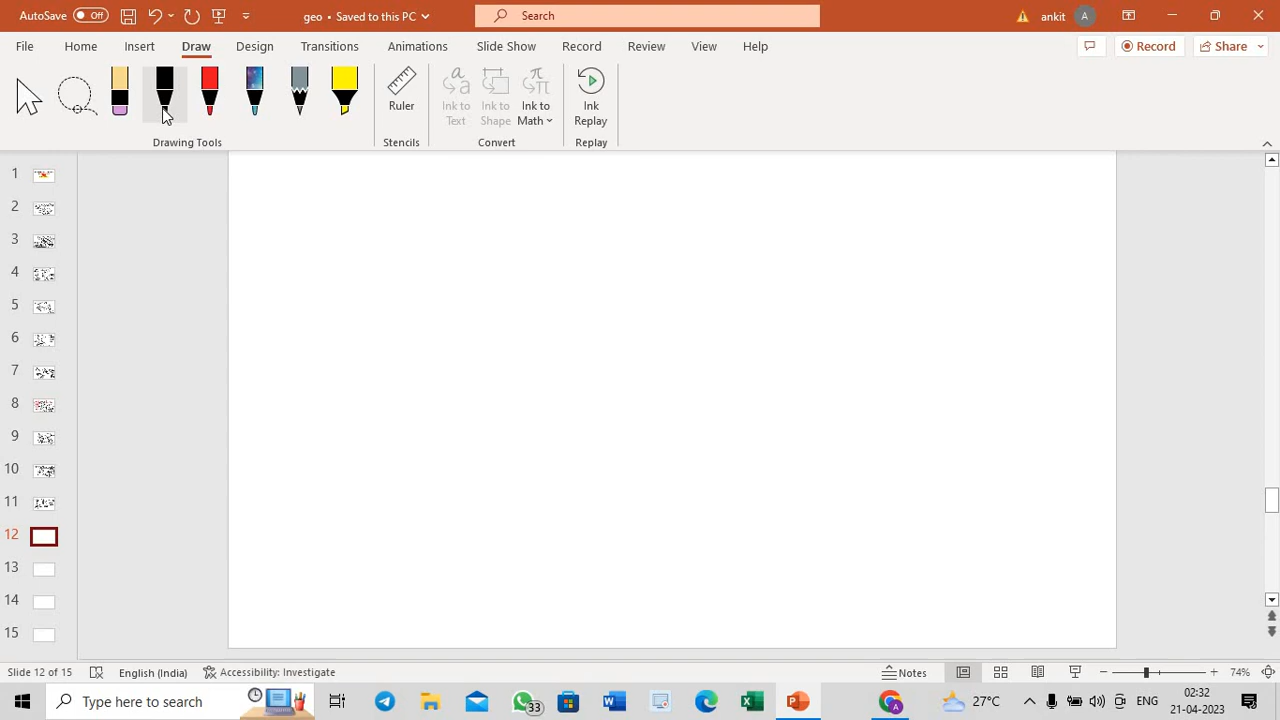 AutoSave Off geo • Saved to this PC Search ankit A
File Home Insert Draw Design Transitions Animations Slide Show Record Review View Help Record Share
Ruler Ink to Text Ink to Shape Ink to Math Ink Replay
Drawing Tools Stencils Convert Replay
1
2
3
4
5
6
7
8
9
10
11
12
13
14
15
Slide 12 of 15 English (India) Accessibility: Investigate Notes 74%
Type here to search 33 27°C ENG 02:32 21-04-2023